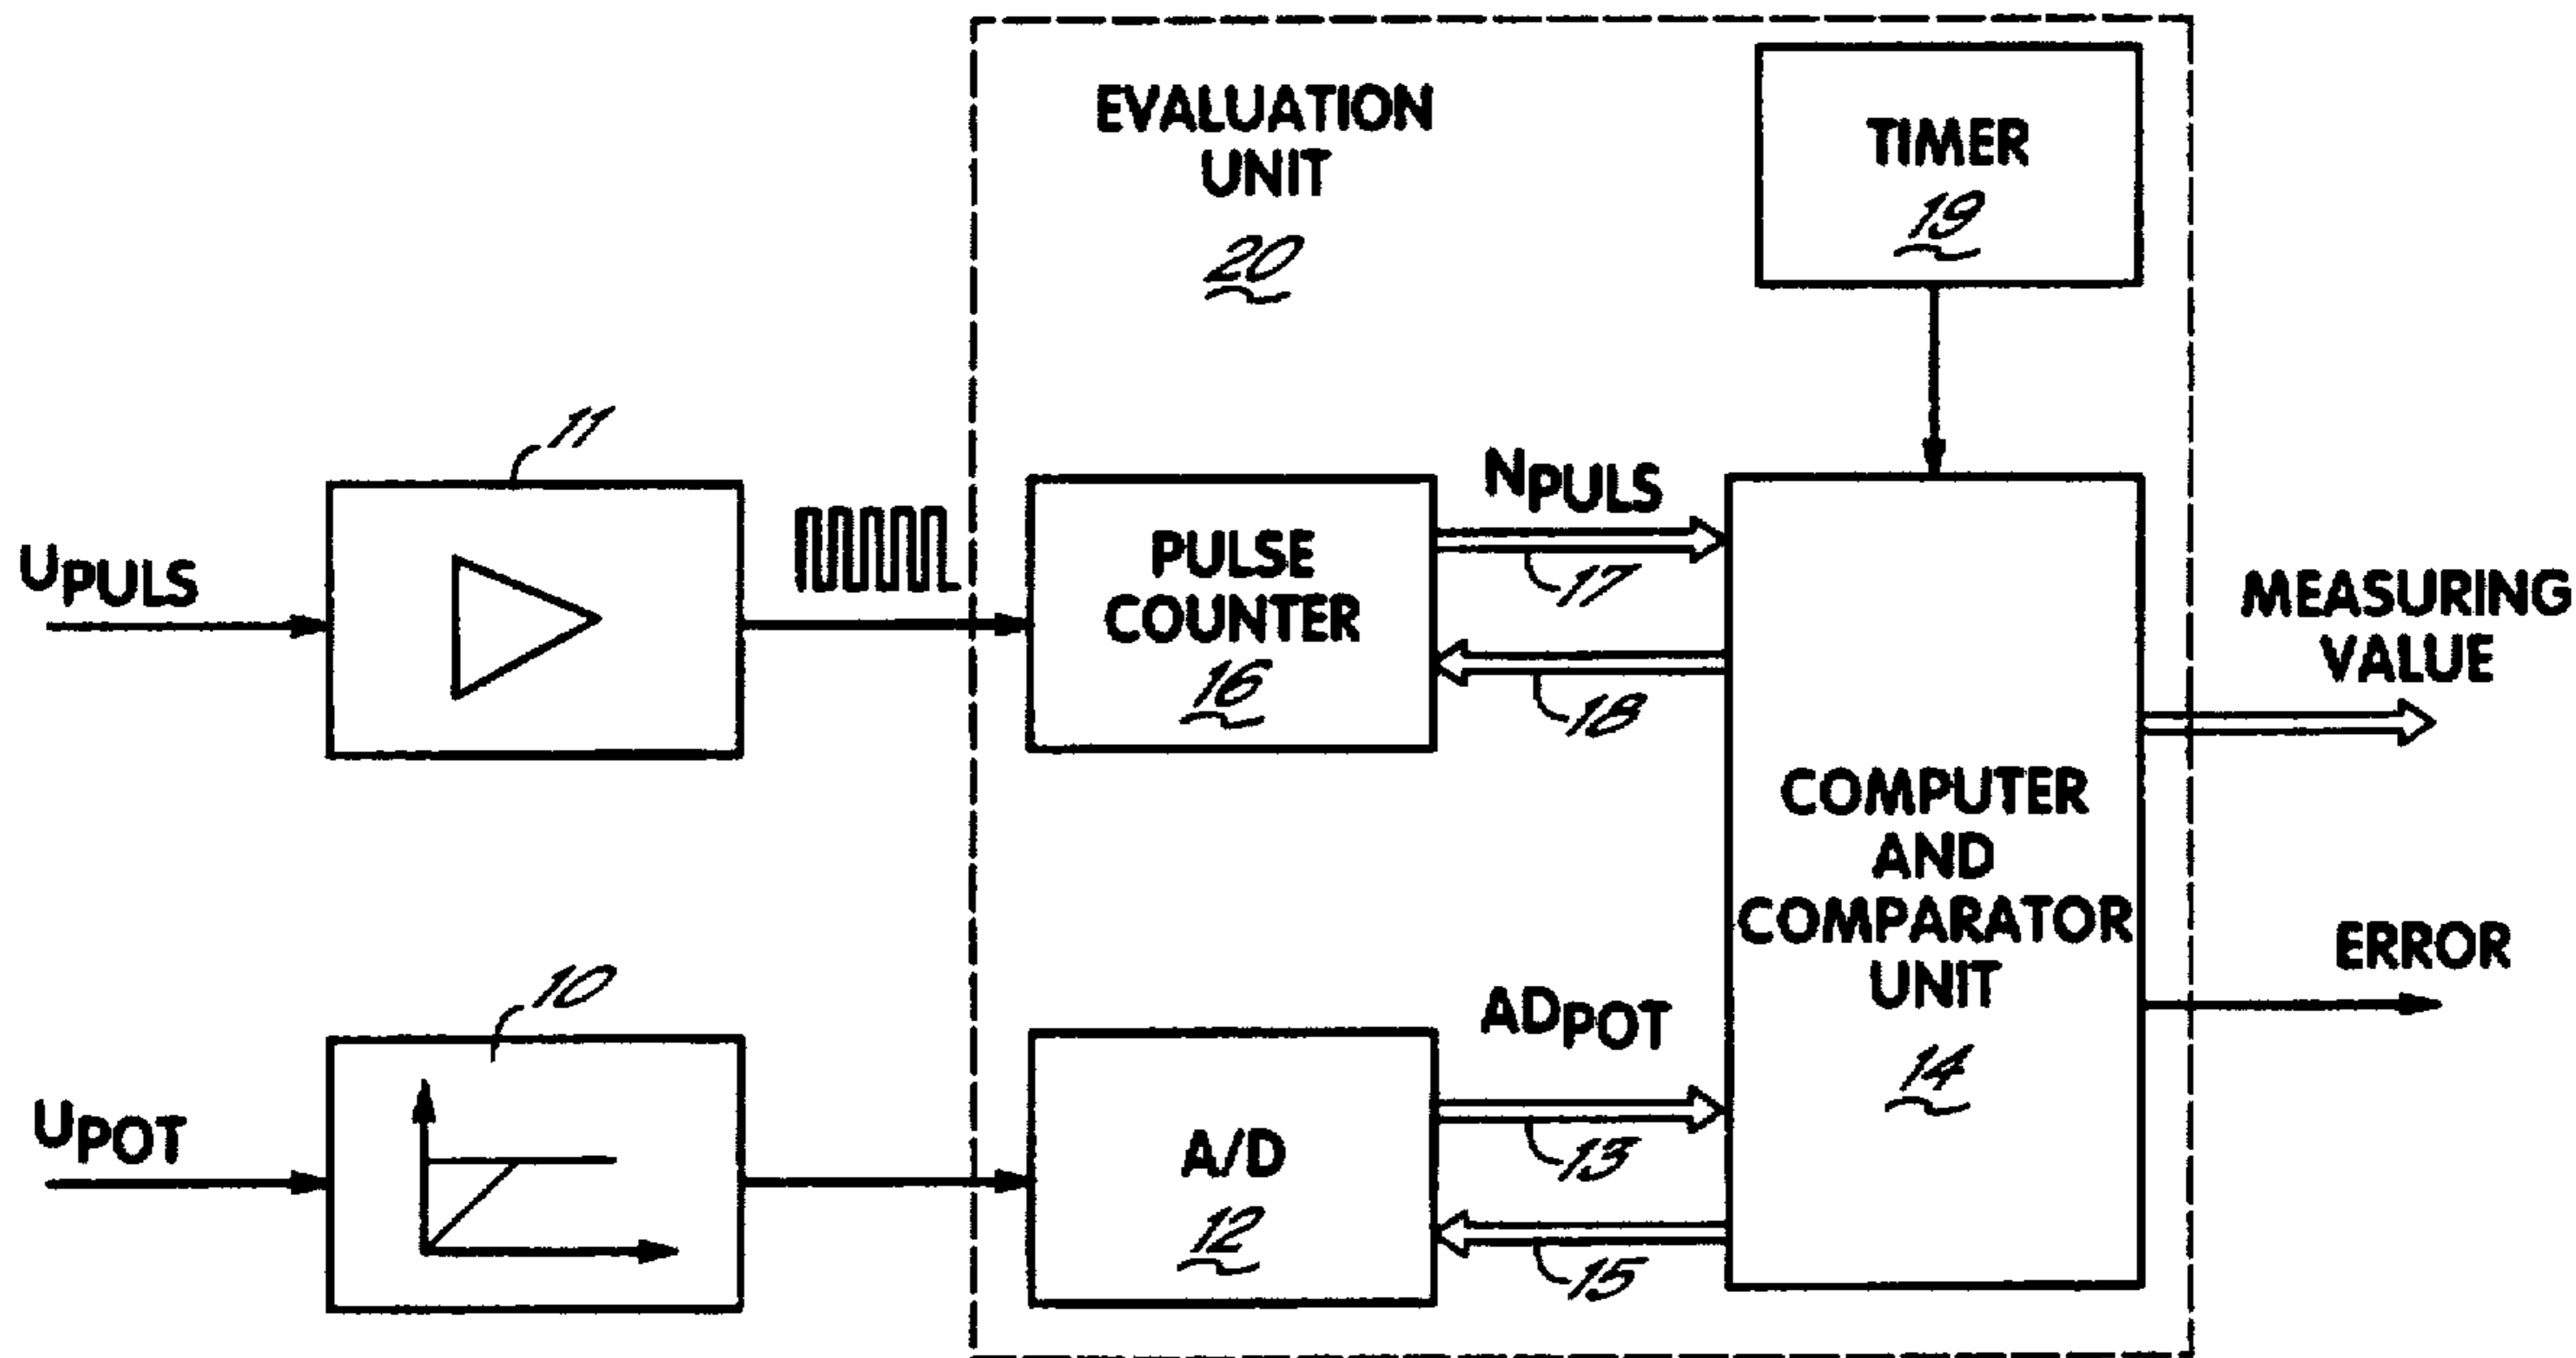 EVALUATION
UNIT
20
TIMER
19
11
UPULS
PULSE
COUNTER
16
NPULS
17
18
MEASURING
VALUE
COMPUTER
AND
COMPARATOR
UNIT
14
ERROR
10
UPOT
A/D
12
ADPOT
13
15